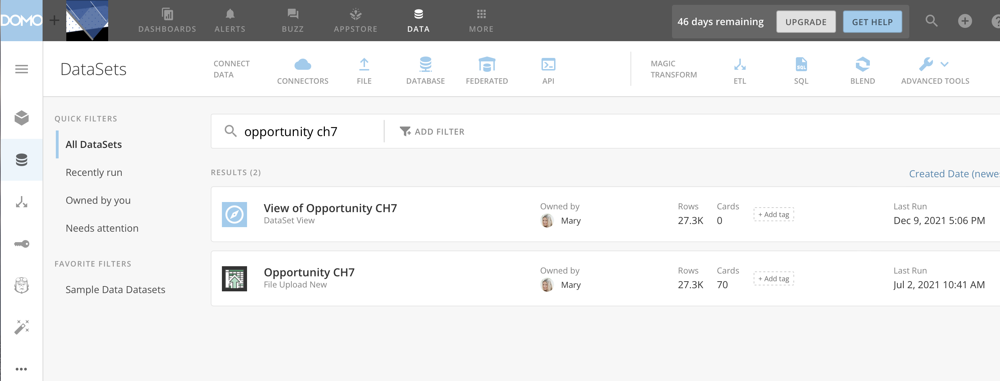 DOMO
DASHBOARDS
ALERTS
BUZZ
APPSTORE
DATA
MORE
46 days remaining
UPGRADE
GET HELP
DataSets
CONNECT
DATA
CONNECTORS
FILE
DATABASE
FEDERATED
API
MAGIC
TRANSFORM
ETL
SQL
SQL
BLEND
ADVANCED TOOLS
QUICK FILTERS
All DataSets
Recently run
Owned by you
Needs attention
FAVORITE FILTERS
Sample Data Datasets
opportunity ch7
ADD FILTER
RESULTS (2)
Created Date (newes
View of Opportunity CH7
DataSet View
Owned by
Mary
Rows
27.3K
Cards
0
+ Add tag
Last Run
Dec 9, 2021 5:06 PM
Opportunity CH7
File Upload New
Owned by
Mary
Rows
27.3K
Cards
70
+ Add tag
Last Run
Jul 2, 2021 10:41 AM